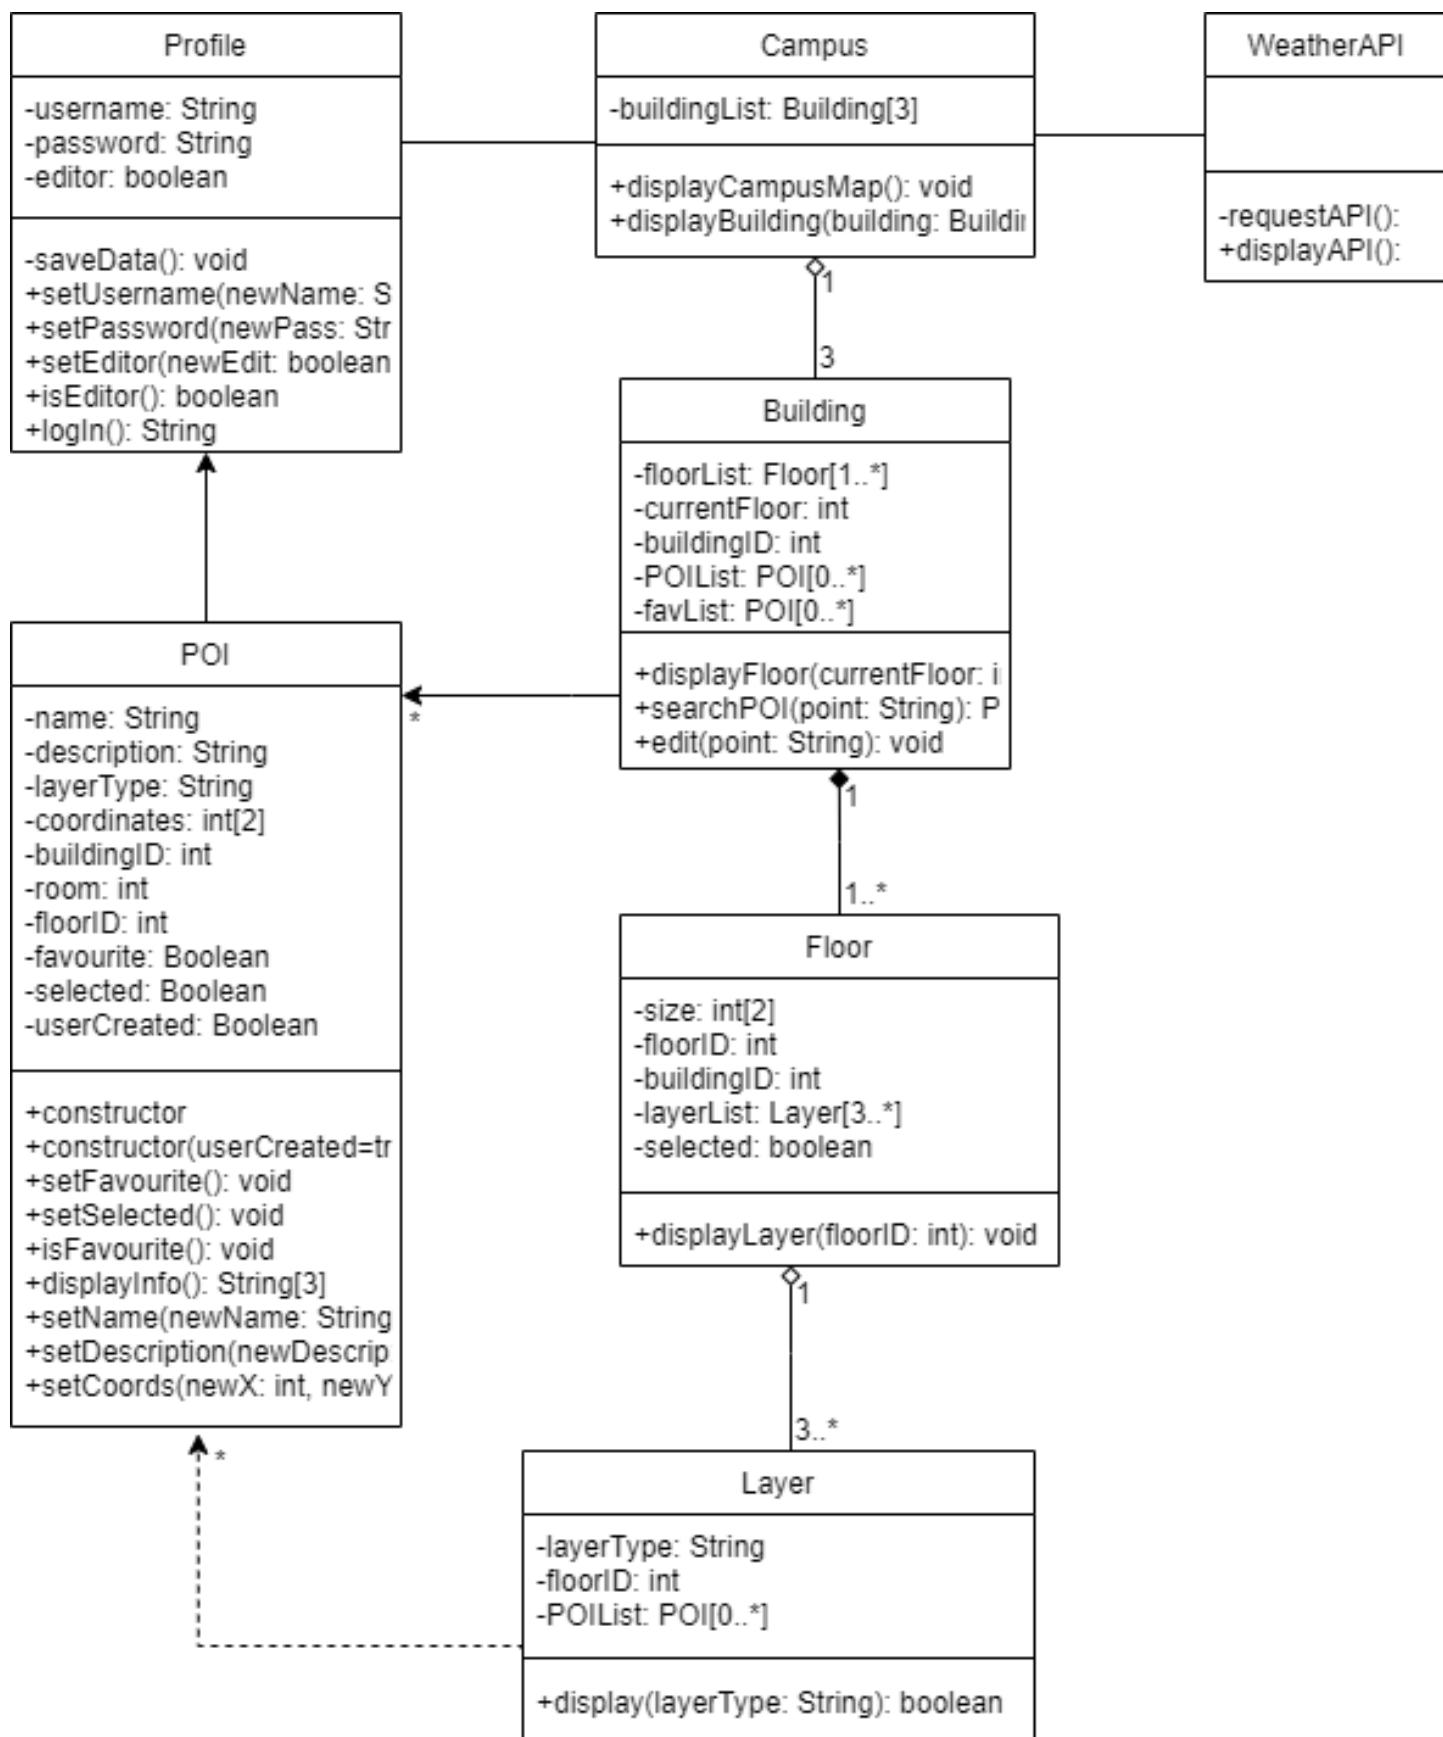 Profile
-username: String
-password: String
-editor: boolean
-saveData(): void
+setUsername(newName: S
+setPassword(newPass: Str
+setEditor(newEdit: boolean
+isEditor(): boolean
+logIn(): String
Campus
-buildingList: Building[3]
+displayCampusMap(): void
+displayBuilding(building: Buildin
WeatherAPI
-requestAPI():
+displayAPI():
1
3
Building
-floorList: Floor[1..*]
-currentFloor: int
-buildingID: int
-POIList: POI[0..*]
-favList: POI[0..*]
+displayFloor(currentFloor: i
+searchPOI(point: String): P
+edit(point: String): void
*
1
1..*
POI
-name: String
-description: String
-layerType: String
-coordinates: int[2]
-buildingID: int
-room: int
-floorID: int
-favourite: Boolean
-selected: Boolean
-userCreated: Boolean
+constructor
+constructor(userCreated=tr
+setFavourite(): void
+setSelected(): void
+isFavourite(): void
+displayInfo(): String[3]
+setName(newName: String
+setDescription(newDescrip
+setCoords(newX: int, newY
*
Floor
-size: int[2]
-floorID: int
-buildingID: int
-layerList: Layer[3..*]
-selected: boolean
+displayLayer(floorID: int): void
1
3..*
Layer
-layerType: String
-floorID: int
-POIList: POI[0..*]
+display(layerType: String): boolean